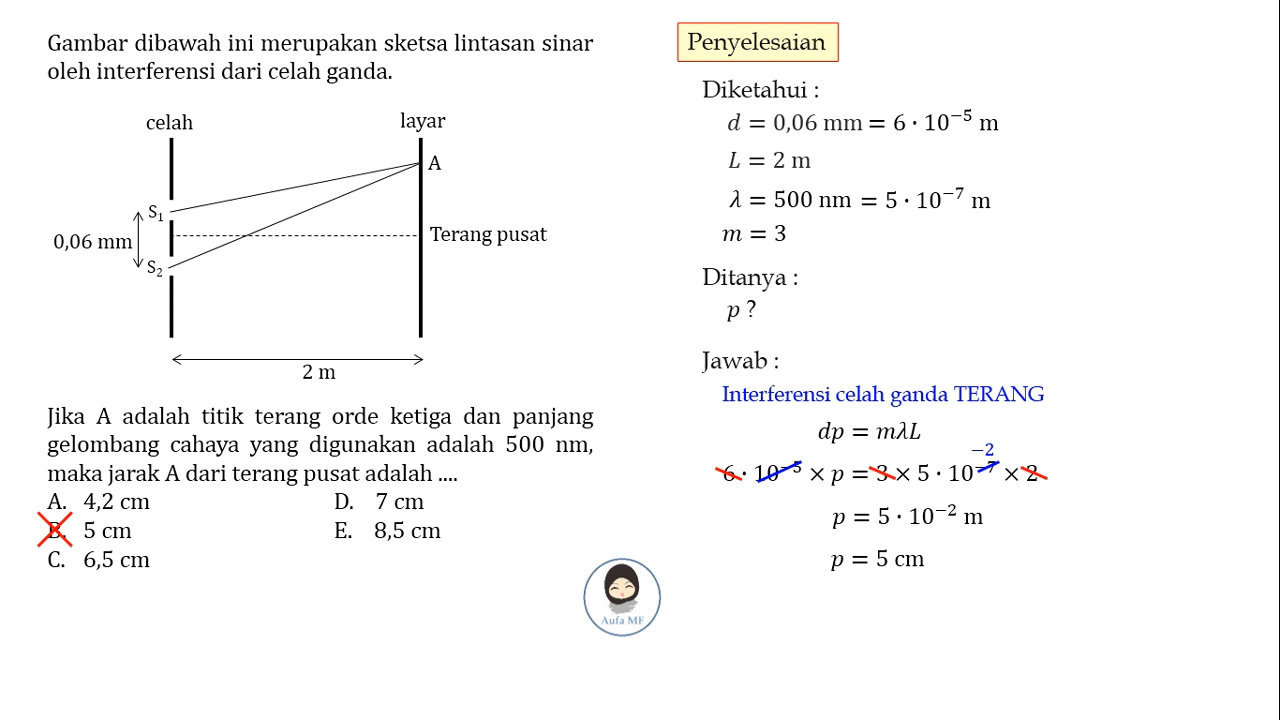 Gambar dibawah ini merupakan sketsa lintasan sinar
oleh interferensi dari celah ganda.
celah
layar
A
S₁
0,06 mm
Terang pusat
S₂
2 m
Jika A adalah titik terang orde ketiga dan panjang
gelombang cahaya yang digunakan adalah 500 nm,
maka jarak A dari terang pusat adalah ....
A. 4,2 cm
D. 7 cm
B. 5 cm
E. 8,5 cm
C. 6,5 cm
Penyelesaian
Diketahui :
d = 0,06 mm = 6 · 10⁻⁵ m
L = 2 m
λ = 500 nm = 5 · 10⁻⁷ m
m = 3
Ditanya :
p ?
Jawab :
Interferensi celah ganda TERANG
dp = mλL
−2
6 · 10⁻⁵ × p = 3 × 5 · 10⁻⁷ × 2
p = 5 · 10⁻² m
p = 5 cm
Aufa MF